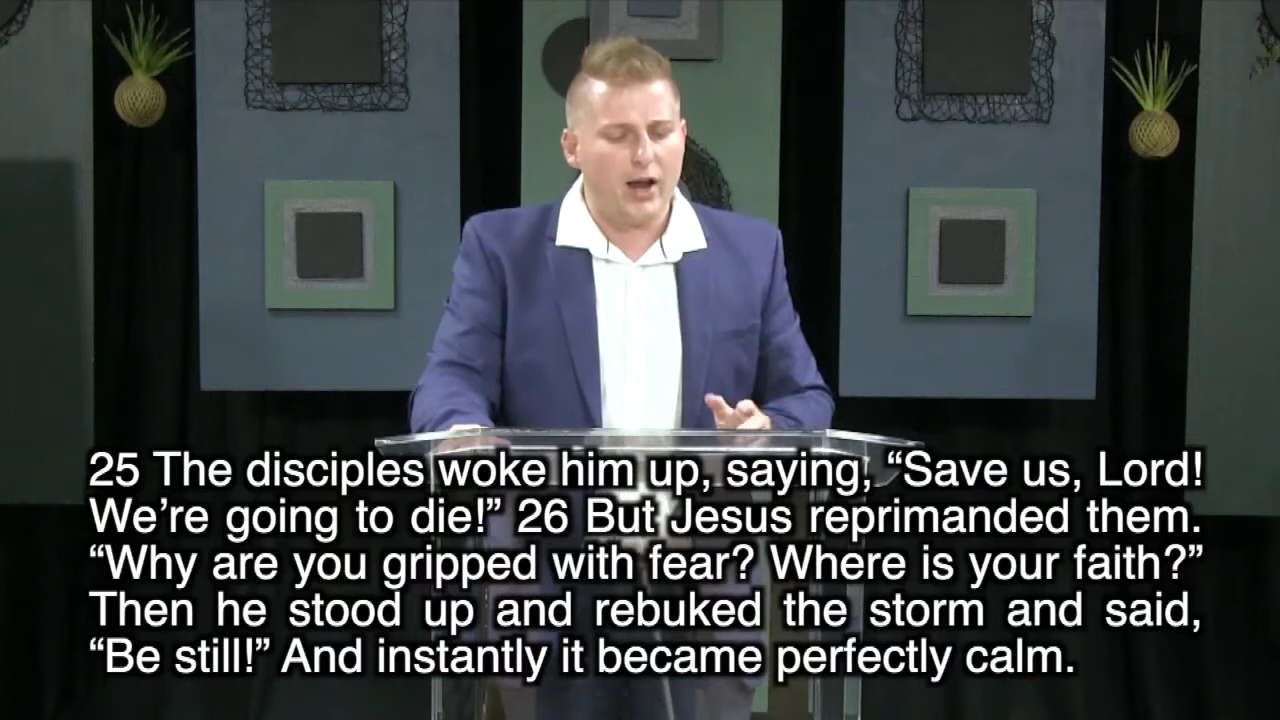 25 The disciples woke him up, saying, “Save us, Lord!
We’re going to die!” 26 But Jesus reprimanded them.
“Why are you gripped with fear? Where is your faith?”
Then he stood up and rebuked the storm and said,
“Be still!” And instantly it became perfectly calm.